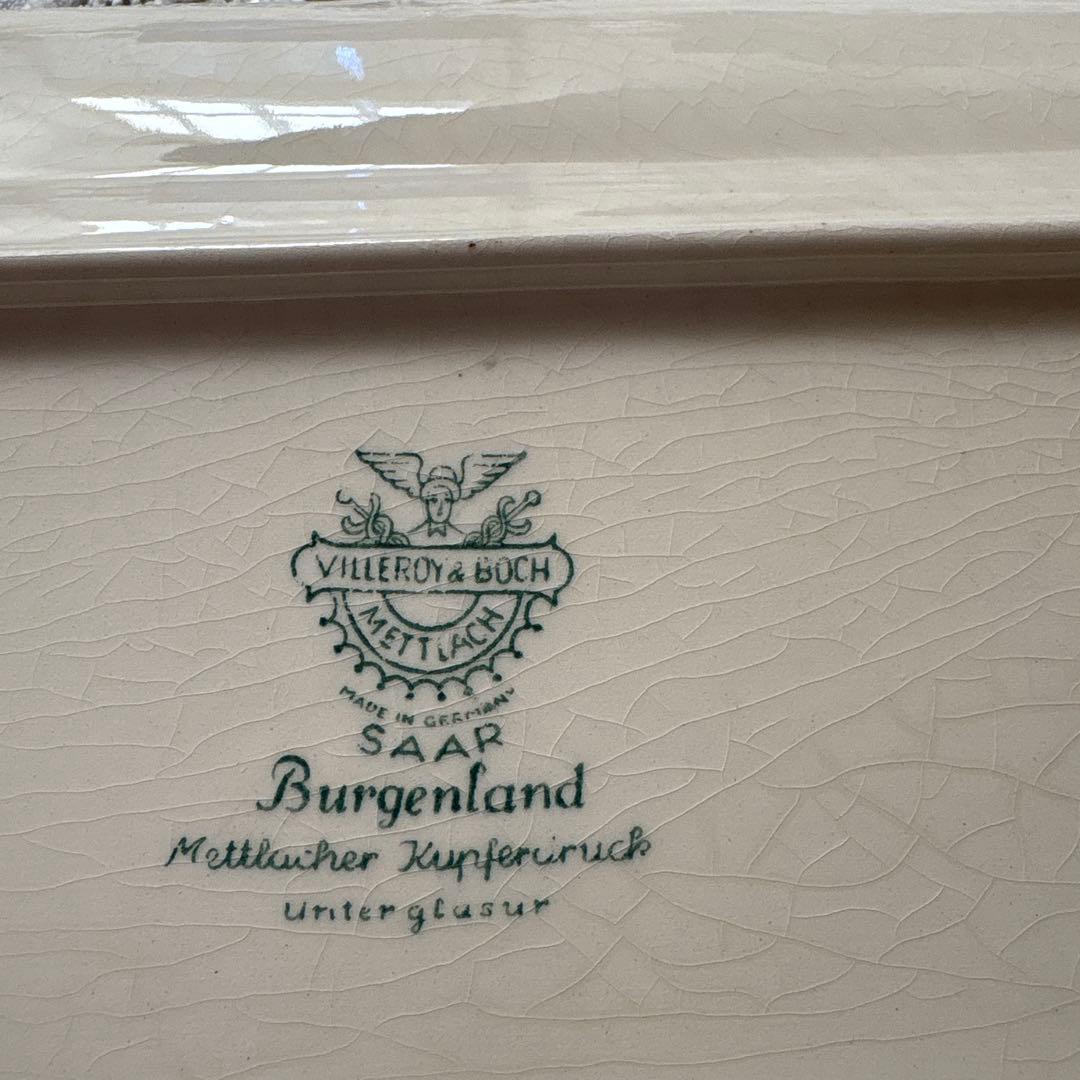 VILLEROY & BOCH
METTLACH
MADE IN GERMANY
SAAR
Burgenland
Mettlacher Kupferdruck
Unterglasur